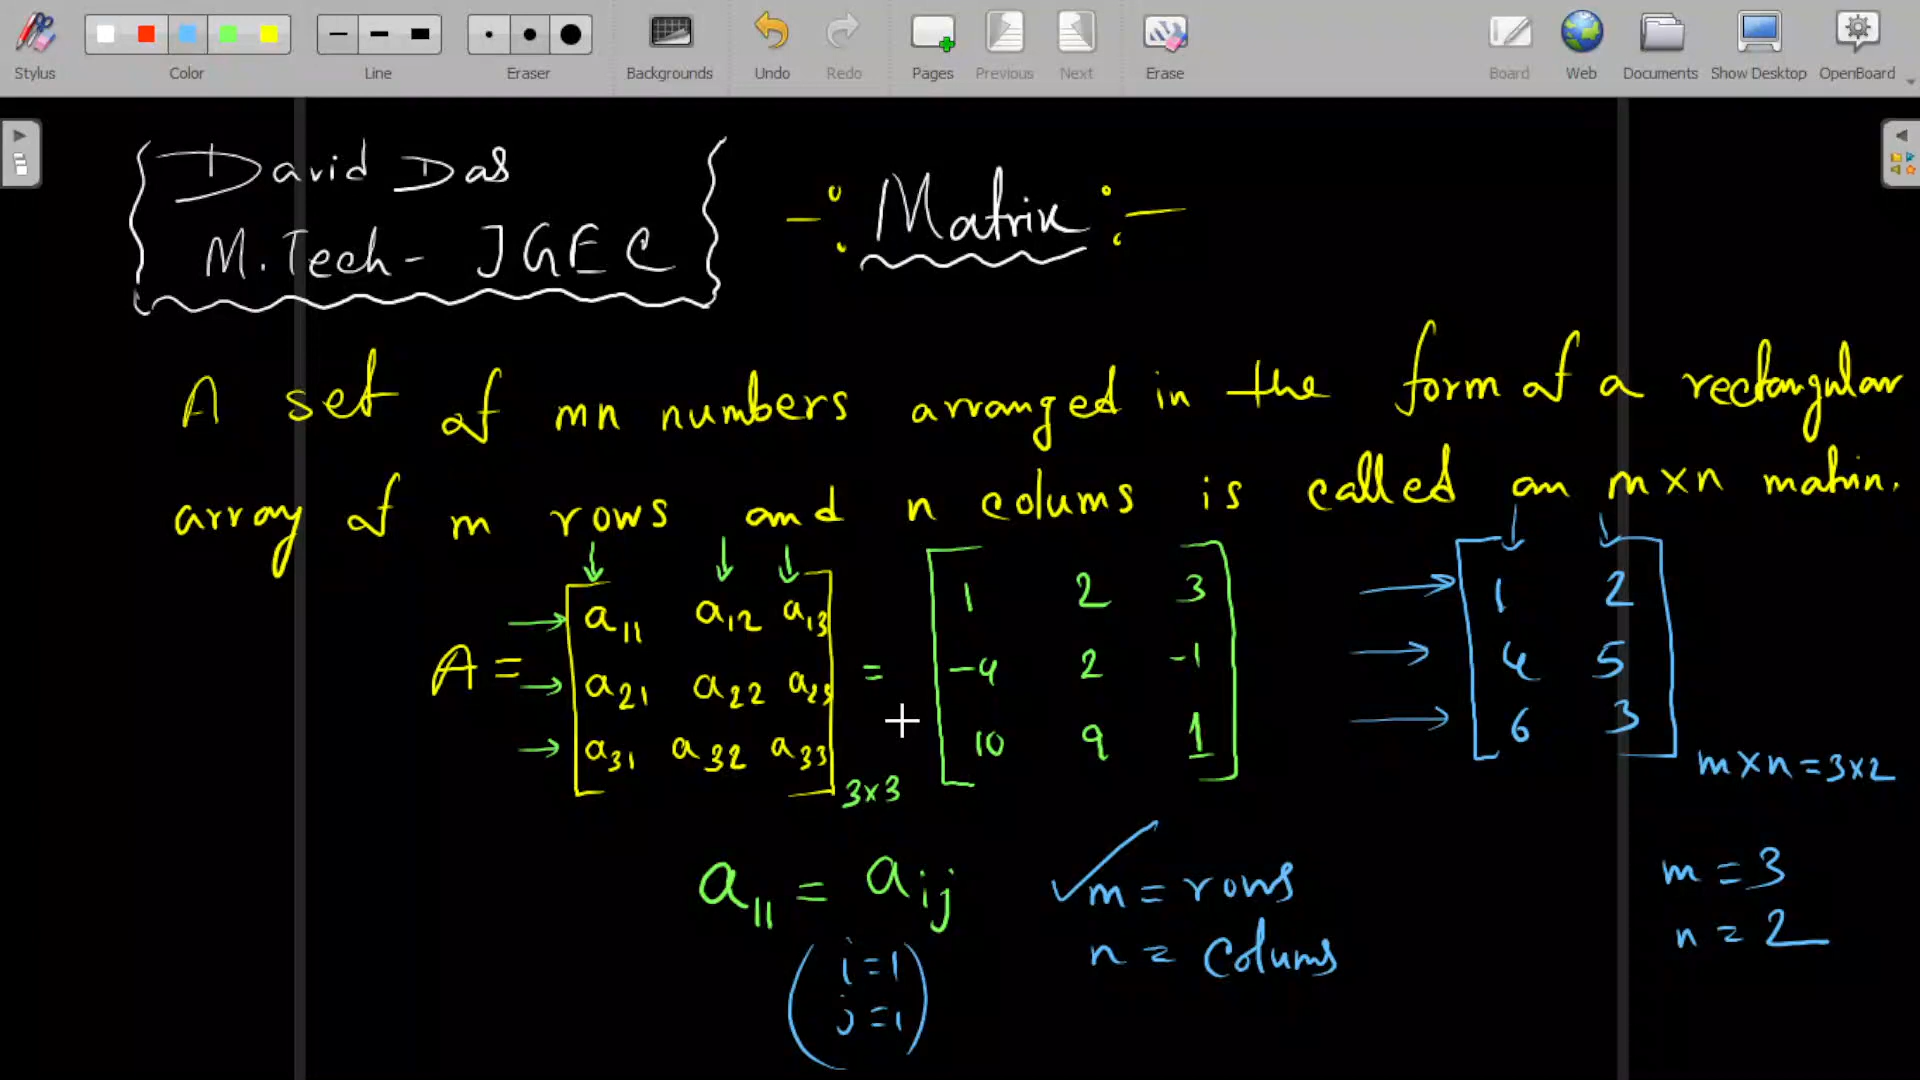 Stylus Color Line Eraser Backgrounds Undo Redo Pages Previous Next Erase Board Web Documents Show Desktop OpenBoard
David Das
M.Tech- JGEC
-: Matrix :-
A set of mn numbers arranged in the form of a rectangular
array of m rows and n colums is called an m×n matrix.
A = [ a11 a12 a13
a21 a22 a23
a31 a32 a33 ] 3×3
= [ 1 2 3
-4 2 -1
10 9 1 ]
[ 1 2
4 5
6 3 ] m×n = 3×2
a11 = aij
( i=1
j=1 )
m = rows
n = colums
m = 3
n = 2